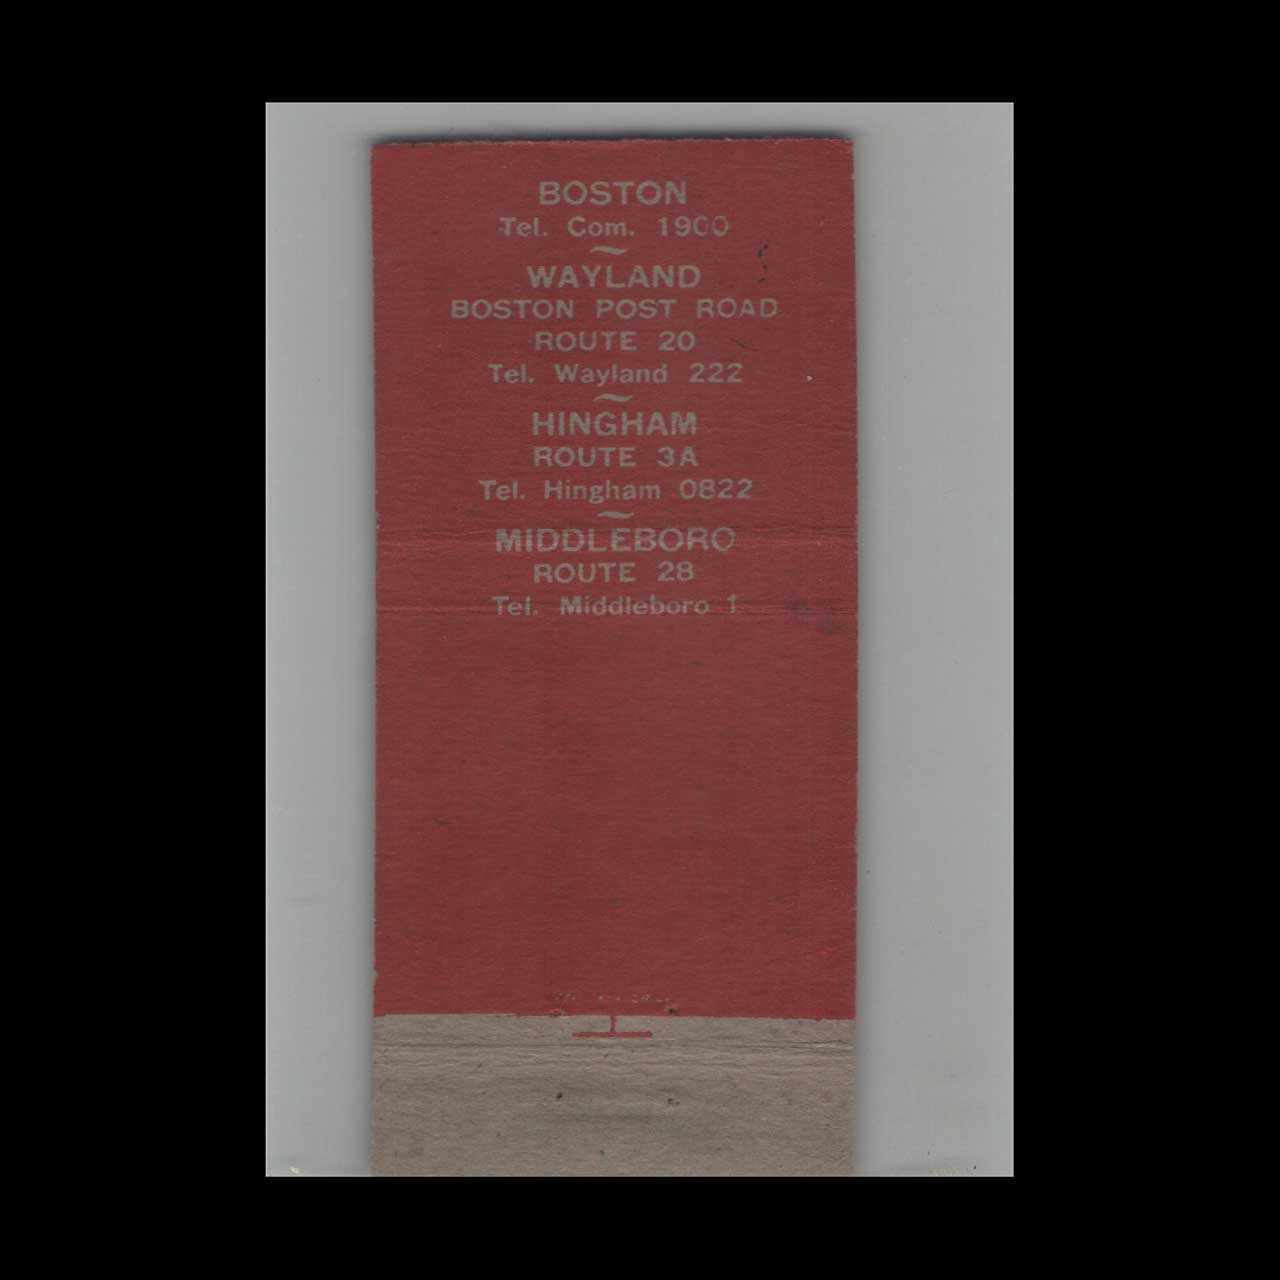 BOSTON
Tel. Com. 1900
WAYLAND
BOSTON POST ROAD
ROUTE 20
Tel. Wayland 222
HINGHAM
ROUTE 3A
Tel. Hingham 0822
MIDDLEBORO
ROUTE 28
Tel. Middleboro 1